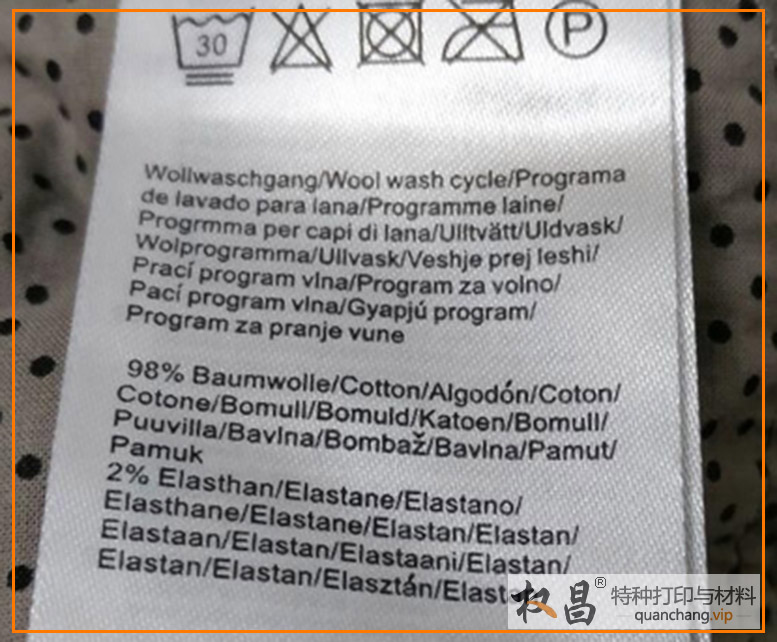 30
P
Wollwaschgang/Wool wash cycle/Programa
de lavado para lana/Programme laine/
Progrmma per capi di lana/Ulltvätt/Uldvask/
Wolprogramma/Ullvask/Veshje prej leshi/
Prací program vlna/Program za volno/
Pací program vlna/Gyapjú program/
Program za pranje vune
98% Baumwolle/Cotton/Algodón/Coton/
Cotone/Bomull/Bomuld/Katoen/Bomull/
Puuvilla/Bavlna/Bombaž/Bavlna/Pamut/
Pamuk
2% Elasthan/Elastane/Elastano/
Elasthane/Elastane/Elastan/Elastan/
Elastaan/Elastan/Elastaani/Elastan/
Elastan/Elastan/Elasztán/
权昌® 特种打印与材料
quanchang.vip